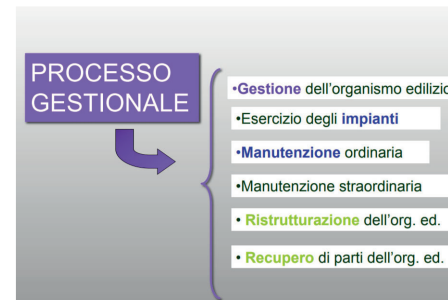 PROCESSO
GESTIONALE
•Gestione dell'organismo edilizio
•Esercizio degli impianti
•Manutenzione ordinaria
•Manutenzione straordinaria
• Ristrutturazione dell'org. ed.
• Recupero di parti dell'org. ed.